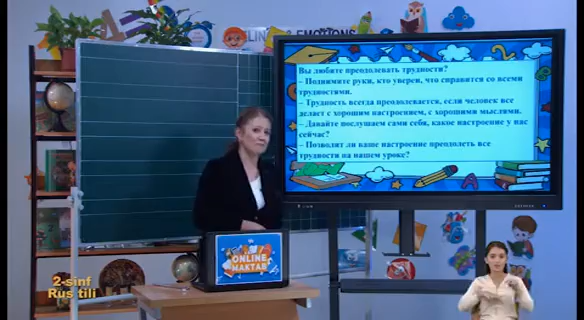 EMOTIONS
Вы любите преодолевать трудности?
– Поднимите руки, кто уверен, что справится со всеми
трудностями.
– Трудность всегда преодолевается, если человек все
делает с хорошим настроением, с хорошими мыслями.
– Давайте послушаем сами себя, какое настроение у нас
сейчас?
– Позволит ли ваше настроение преодолеть все
трудности на нашем уроке?
ONLINE
MAKTAB
2-sinf
Rus tili